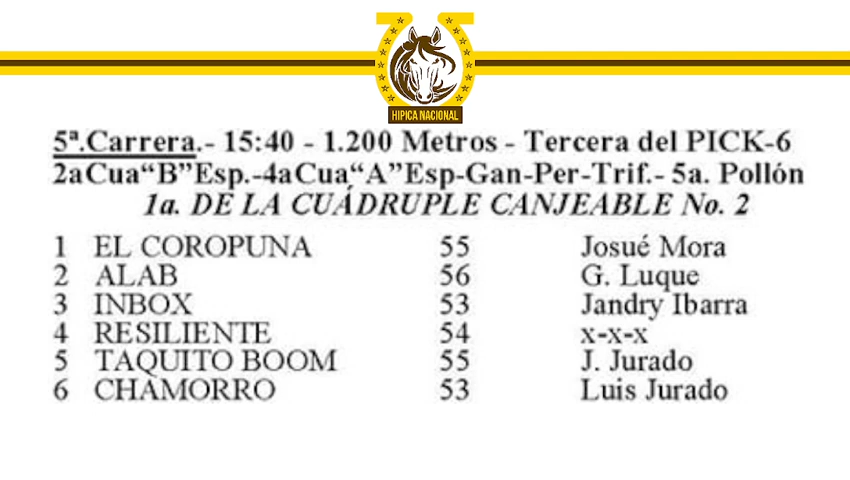 HIPICA NACIONAL
5ª.Carrera.- 15:40 - 1.200 Metros - Tercera del PICK-6
2aCua“B”Esp.-4aCua“A”Esp-Gan-Per-Trif.- 5a. Pollón
1a. DE LA CUÁDRUPLE CANJEABLE No. 2
1 EL COROPUNA 55 Josué Mora
2 ALAB 56 G. Luque
3 INBOX 53 Jandry Ibarra
4 RESILIENTE 54 x-x-x
5 TAQUITO BOOM 55 J. Jurado
6 CHAMORRO 53 Luis Jurado